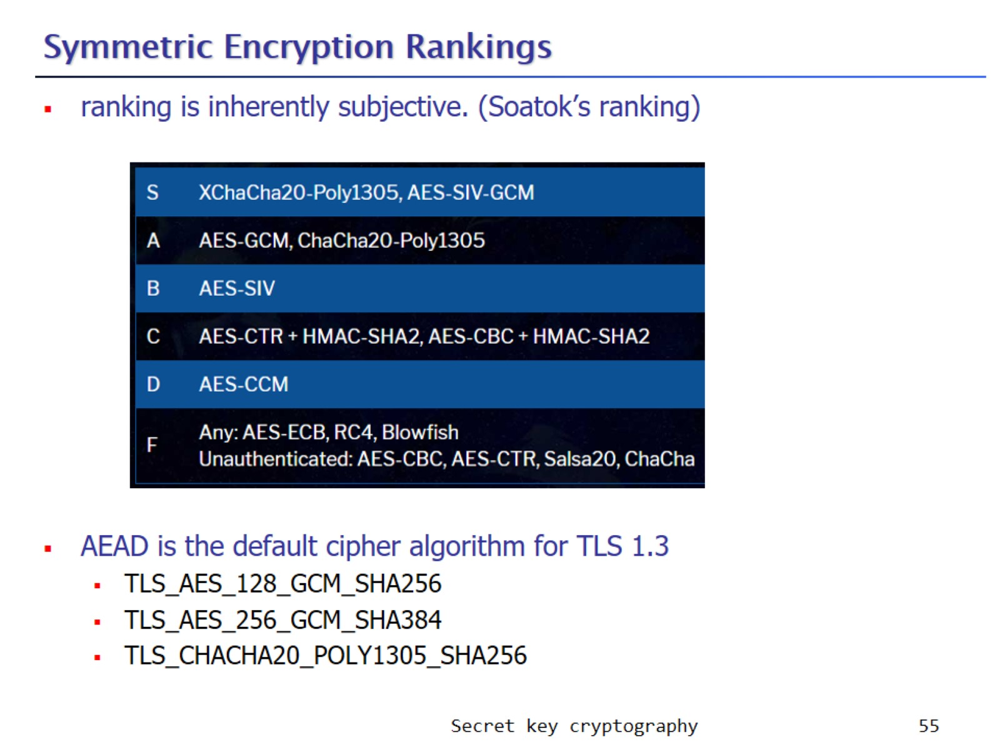 Symmetric Encryption Rankings
ranking is inherently subjective. (Soatok’s ranking)
S XChaCha20-Poly1305, AES-SIV-GCM
A AES-GCM, ChaCha20-Poly1305
B AES-SIV
C AES-CTR + HMAC-SHA2, AES-CBC + HMAC-SHA2
D AES-CCM
F Any: AES-ECB, RC4, Blowfish
Unauthenticated: AES-CBC, AES-CTR, Salsa20, ChaCha
AEAD is the default cipher algorithm for TLS 1.3
TLS_AES_128_GCM_SHA256
TLS_AES_256_GCM_SHA384
TLS_CHACHA20_POLY1305_SHA256
Secret key cryptography 55